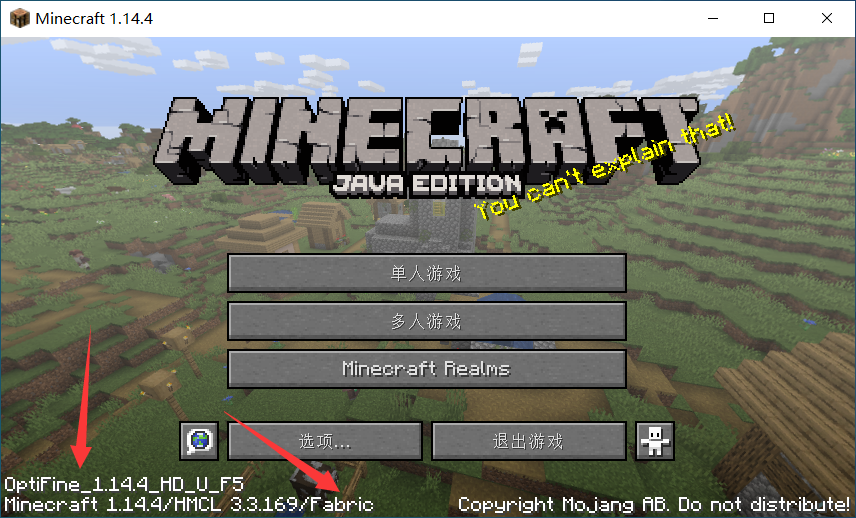 Minecraft 1.14.4
MINECRAFT
JAVA EDITION
You can't explain that!
单人游戏
多人游戏
Minecraft Realms
选项...
退出游戏
OptiFine_1.14.4_HD_U_F5
Minecraft 1.14.4/HMCL 3.3.169/Fabric
Copyright Mojang AB. Do not distribute!